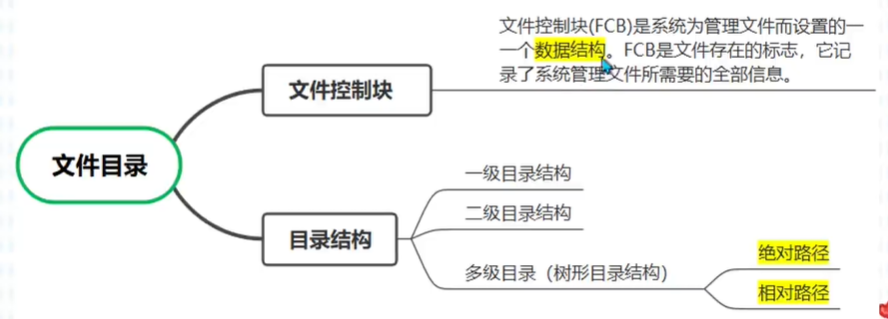 文件控制块(FCB)是系统为管理文件而设置的一
一个数据结构。FCB是文件存在的标志，它记
录了系统管理文件所需要的全部信息。
文件控制块
文件目录
一级目录结构
二级目录结构
目录结构
多级目录（树形目录结构）
绝对路径
相对路径